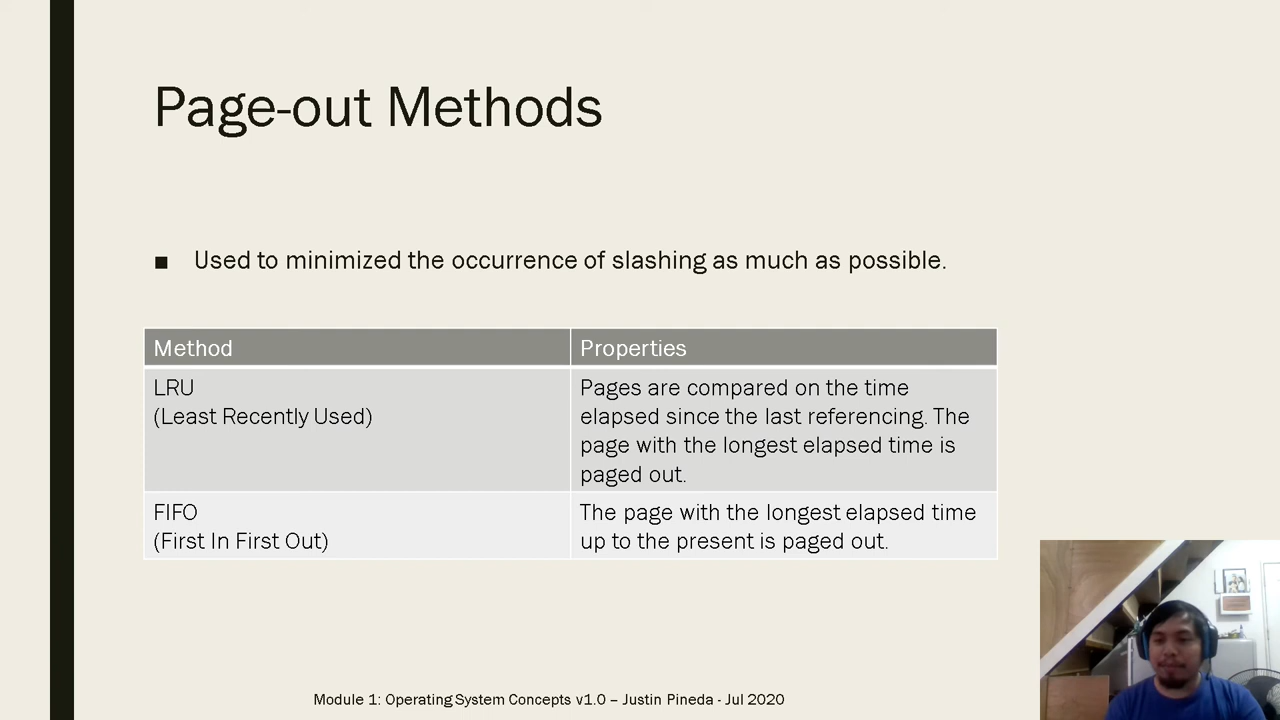 Page-out Methods
■ Used to minimized the occurrence of slashing as much as possible.
Method
Properties
LRU
(Least Recently Used)
Pages are compared on the time
elapsed since the last referencing. The
page with the longest elapsed time is
paged out.
FIFO
(First In First Out)
The page with the longest elapsed time
up to the present is paged out.
Module 1: Operating System Concepts v1.0 – Justin Pineda - Jul 2020